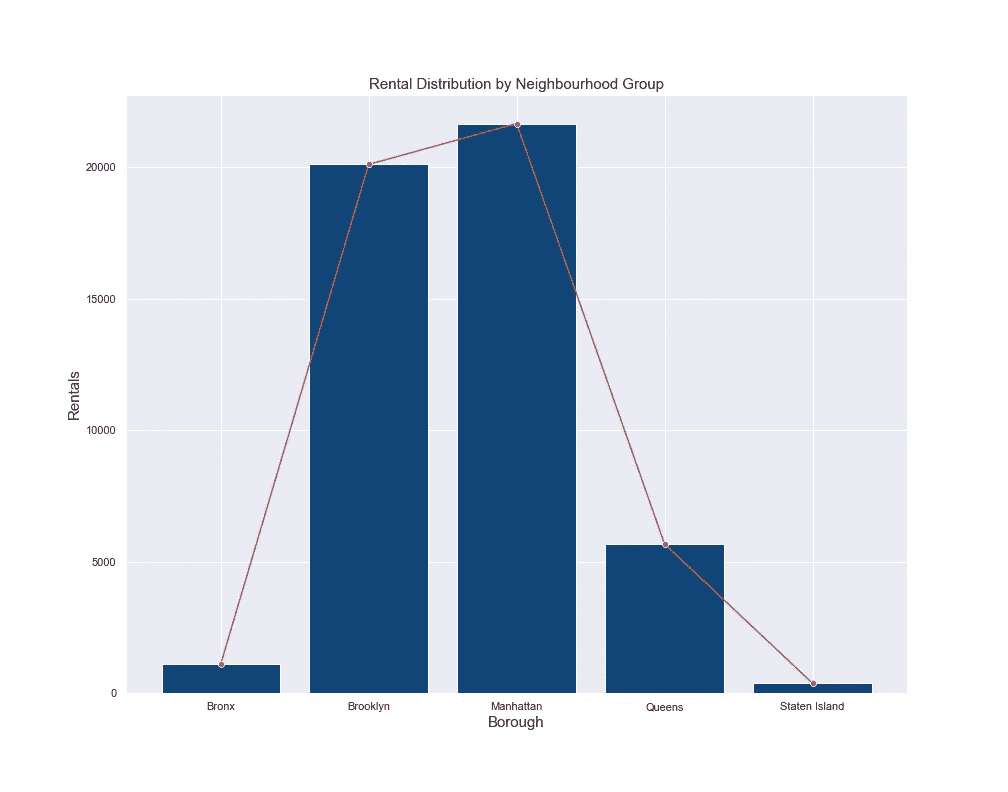 Rental Distribution by Neighbourhood Group
20000
15000
10000
5000
0
Rentals
Bronx Brooklyn Manhattan Queens Staten Island
Borough